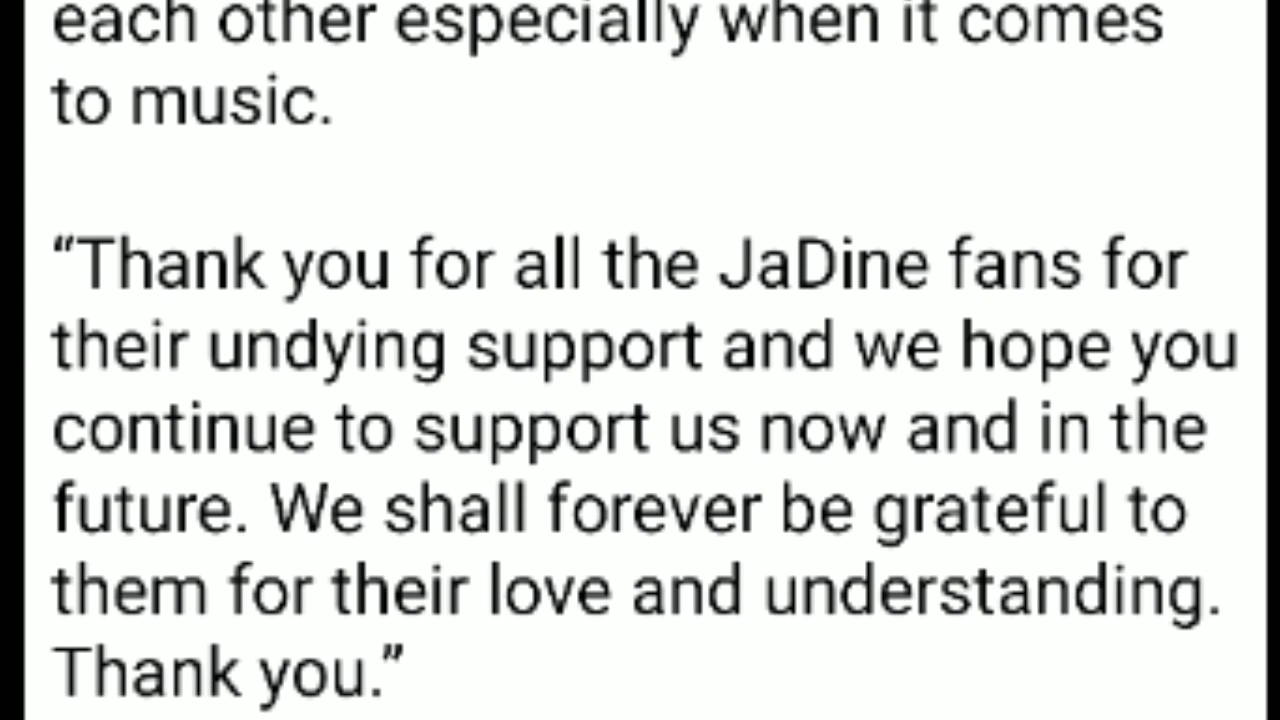 each other especially when it comes
to music.
“Thank you for all the JaDine fans for
their undying support and we hope you
continue to support us now and in the
future. We shall forever be grateful to
them for their love and understanding.
Thank you.”